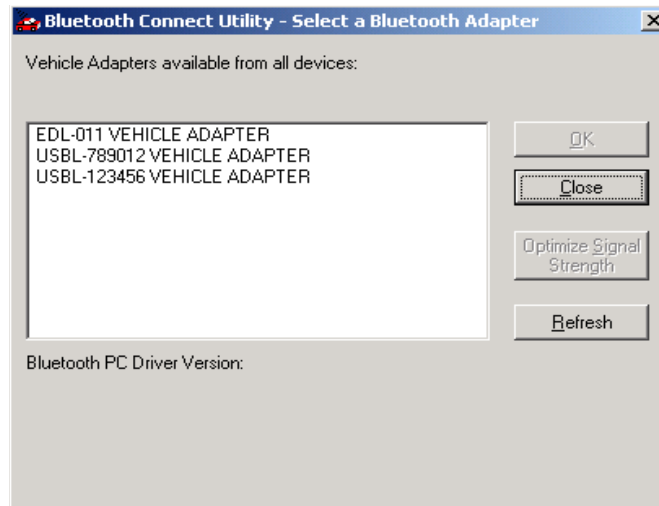 Bluetooth Connect Utility - Select a Bluetooth Adapter
Vehicle Adapters available from all devices:
EDL-011 VEHICLE ADAPTER
USBL-789012 VEHICLE ADAPTER
USBL-123456 VEHICLE ADAPTER
OK
Close
Optimize Signal
Strength
Refresh
Bluetooth PC Driver Version: